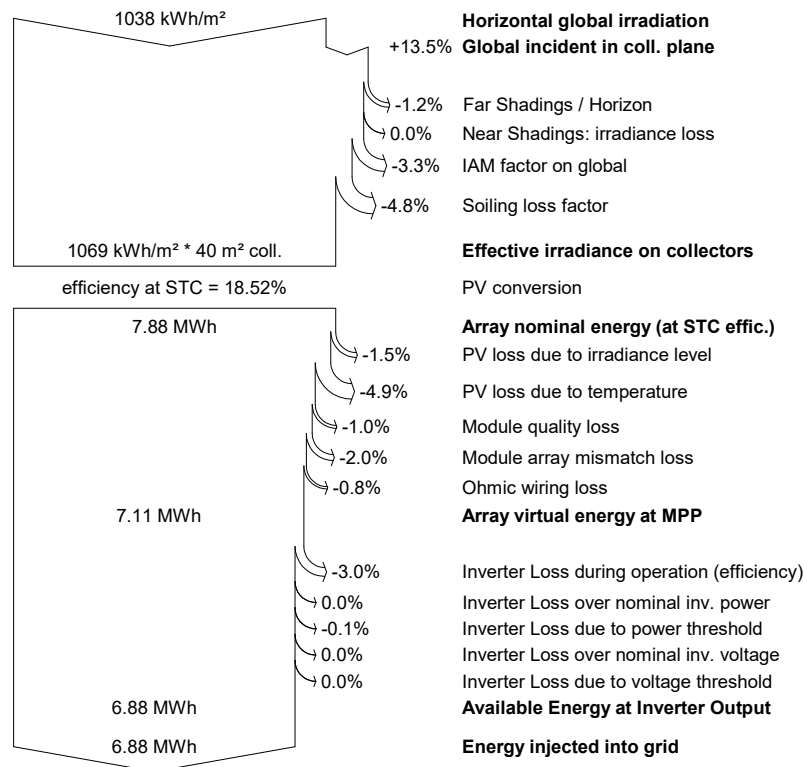 1038 kWh/m² Horizontal global irradiation
+13.5% Global incident in coll. plane
-1.2% Far Shadings / Horizon
0.0% Near Shadings: irradiance loss
-3.3% IAM factor on global
-4.8% Soiling loss factor
1069 kWh/m² * 40 m² coll. Effective irradiance on collectors
efficiency at STC = 18.52% PV conversion
7.88 MWh Array nominal energy (at STC effic.)
-1.5% PV loss due to irradiance level
-4.9% PV loss due to temperature
-1.0% Module quality loss
-2.0% Module array mismatch loss
-0.8% Ohmic wiring loss
7.11 MWh Array virtual energy at MPP
-3.0% Inverter Loss during operation (efficiency)
0.0% Inverter Loss over nominal inv. power
-0.1% Inverter Loss due to power threshold
0.0% Inverter Loss over nominal inv. voltage
0.0% Inverter Loss due to voltage threshold
6.88 MWh Available Energy at Inverter Output
6.88 MWh Energy injected into grid